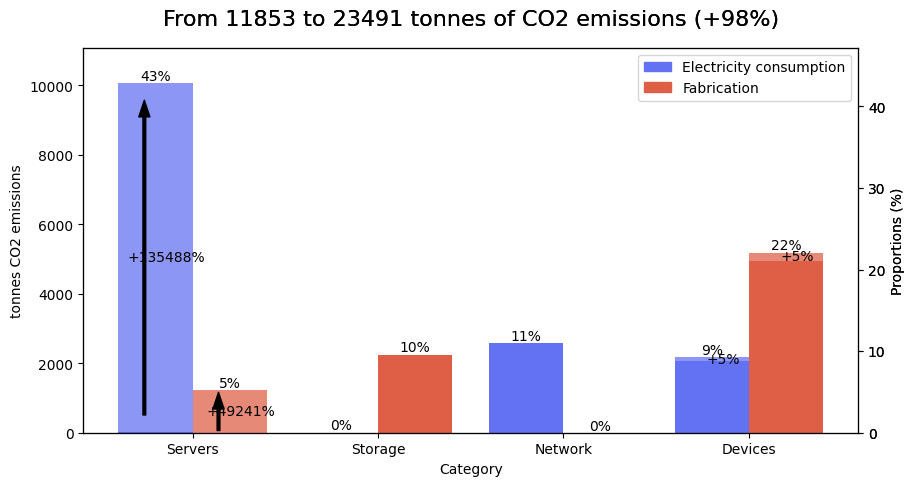 From 11853 to 23491 tonnes of CO2 emissions (+98%)
Electricity consumption
Fabrication
tonnes CO2 emissions
10000
8000
6000
4000
2000
0
43%
+135488%
5%
+49241%
0%
10%
11%
0%
9%
+5%
22%
+5%
40
30
20
10
0
Proportions (%)
Servers
Storage
Network
Devices
Category